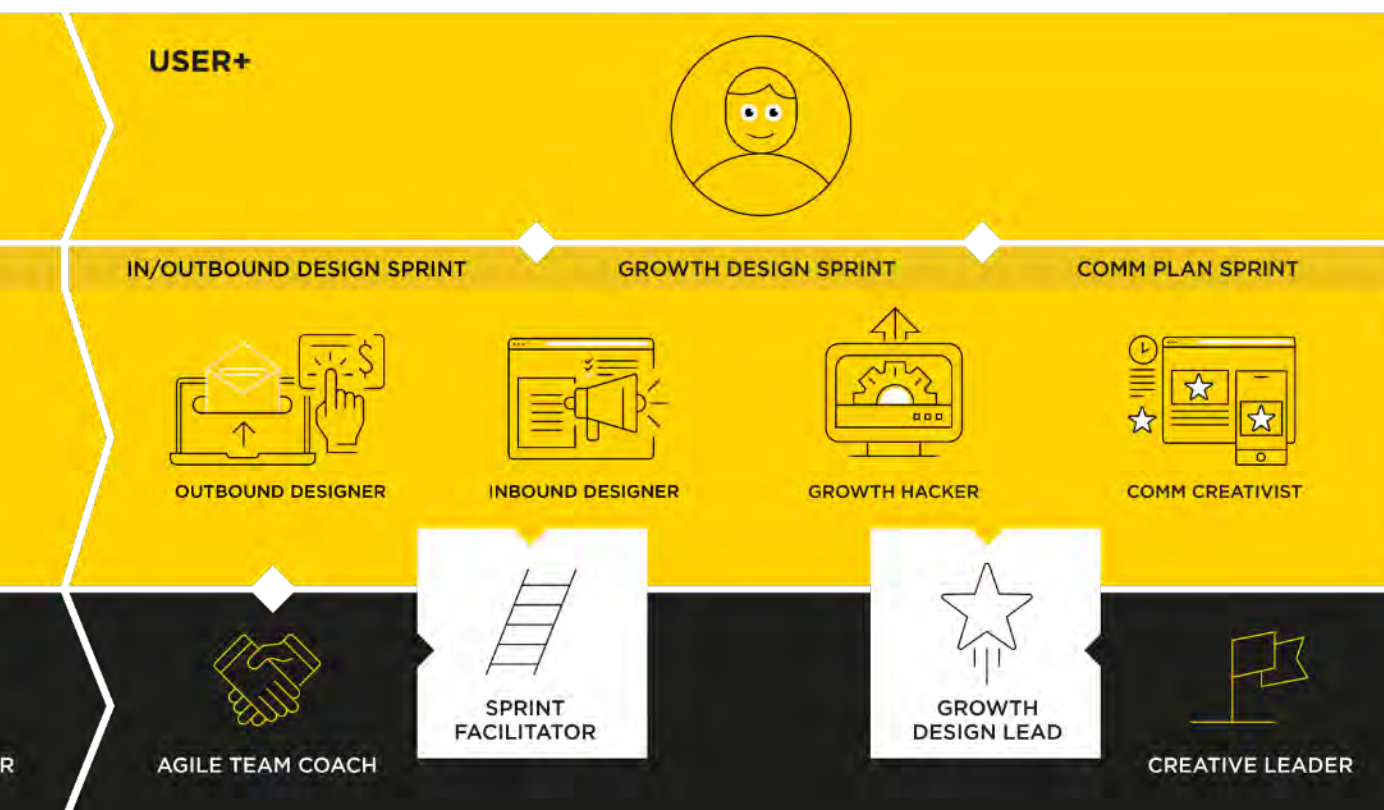 USER+
IN/OUTBOUND DESIGN SPRINT
GROWTH DESIGN SPRINT
COMM PLAN SPRINT
$
OUTBOUND DESIGNER
INBOUND DESIGNER
GROWTH HACKER
COMM CREATIVIST
SPRINT
FACILITATOR
GROWTH
DESIGN LEAD
R
AGILE TEAM COACH
CREATIVE LEADER